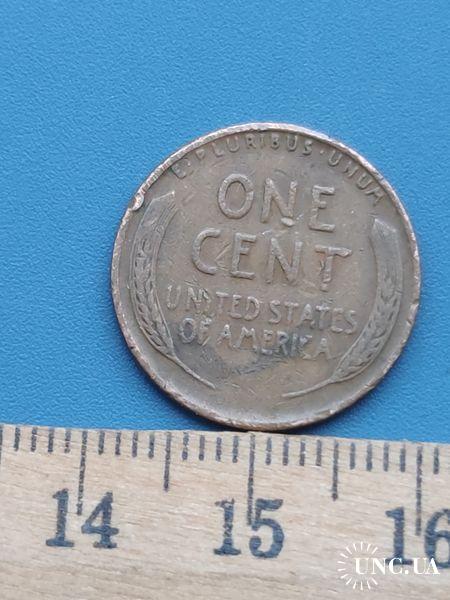 E·PLURIBUS·UNUM
ONE
CENT
UNITED STATES
OF AMERICA
14 15 16
UNC.UA